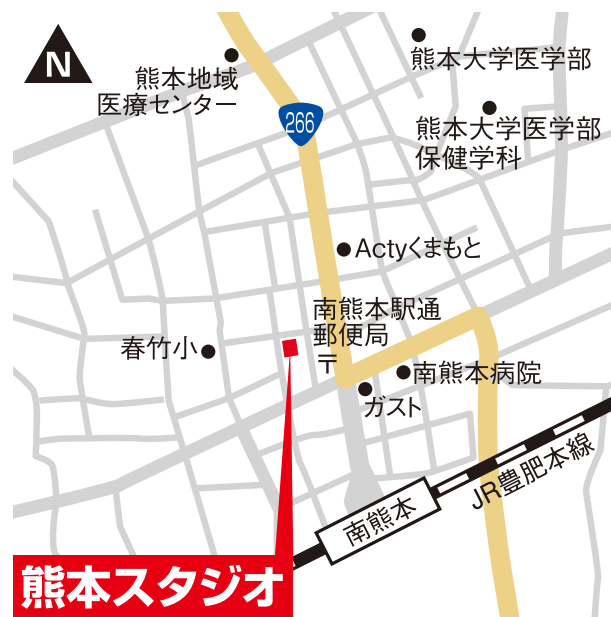 N
熊本地域
医療センター
熊本大学医学部
熊本大学医学部
保健学科
266
Actyくまもと
南熊本駅通
郵便局
〒
春竹小
南熊本病院
ガスト
JR豊肥本線
南熊本
熊本スタジオ